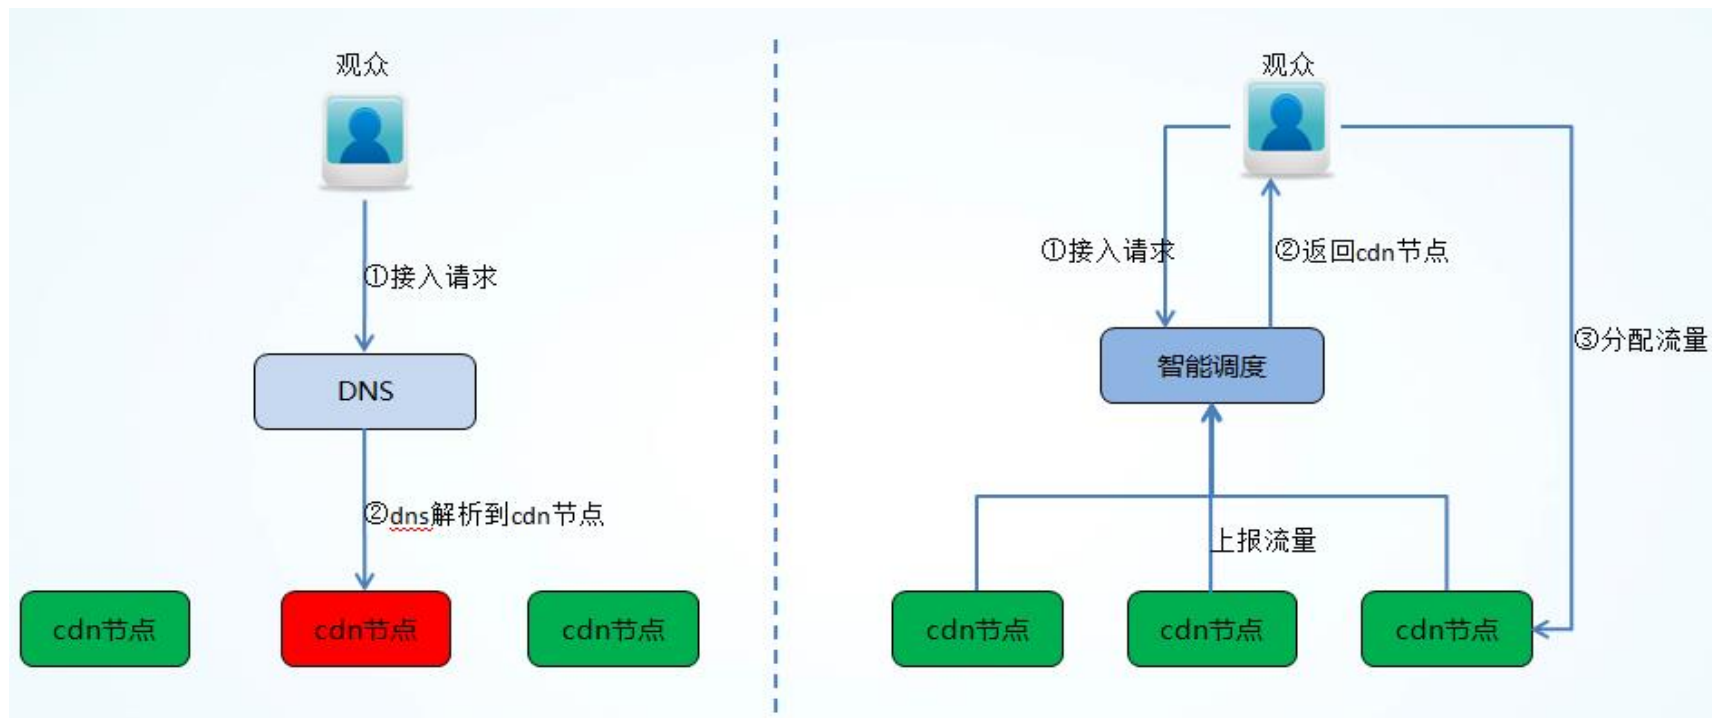 观众
①接入请求
DNS
②dns解析到cdn节点
cdn节点
cdn节点
cdn节点
观众
①接入请求
②返回cdn节点
③分配流量
智能调度
上报流量
cdn节点
cdn节点
cdn节点